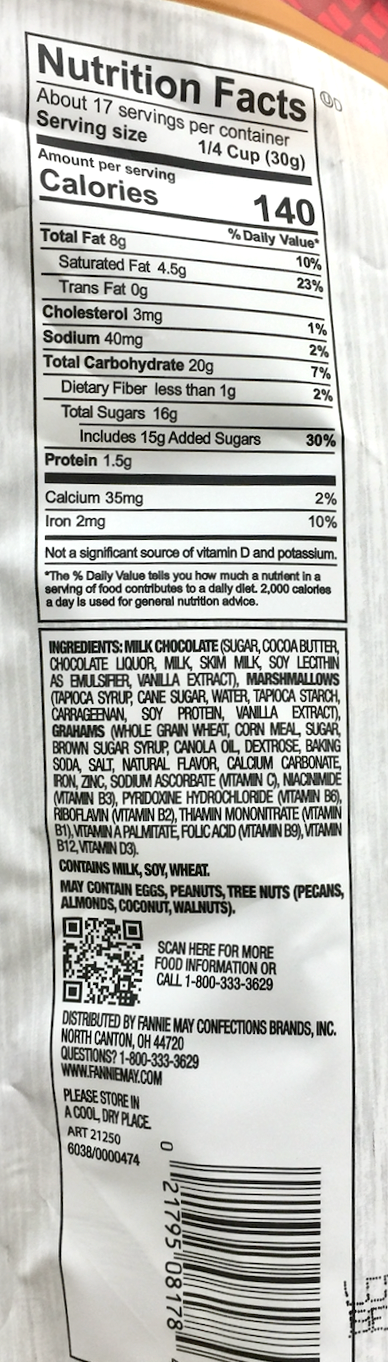 Nutrition Facts
About 17 servings per container
Serving size 1/4 Cup (30g)
Amount per serving
Calories 140
% Daily Value*
Total Fat 8g 10%
Saturated Fat 4.5g 23%
Trans Fat 0g
Cholesterol 3mg 1%
Sodium 40mg 2%
Total Carbohydrate 20g 7%
Dietary Fiber less than 1g 2%
Total Sugars 16g
Includes 15g Added Sugars 30%
Protein 1.5g
Calcium 35mg 2%
Iron 2mg 10%
Not a significant source of vitamin D and potassium.
*The % Daily Value tells you how much a nutrient in a
serving of food contributes to a daily diet. 2,000 calories
a day is used for general nutrition advice.
INGREDIENTS: MILK CHOCOLATE (SUGAR, COCOA BUTTER,
CHOCOLATE LIQUOR, MILK, SKIM MILK, SOY LECITHIN
AS EMULSIFIER, VANILLA EXTRACT), MARSHMALLOWS
(TAPIOCA SYRUP, CANE SUGAR, WATER, TAPIOCA STARCH,
CARRAGEENAN, SOY PROTEIN, VANILLA EXTRACT),
GRAHAMS (WHOLE GRAIN WHEAT, CORN MEAL, SUGAR,
BROWN SUGAR SYRUP, CANOLA OIL, DEXTROSE, BAKING
SODA, SALT, NATURAL FLAVOR, CALCIUM CARBONATE,
IRON, ZINC, SODIUM ASCORBATE (VITAMIN C), NIACINIMIDE
(VITAMIN B3), PYRIDOXINE HYDROCHLORIDE (VITAMIN B6),
RIBOFLAVIN (VITAMIN B2), THIAMIN MONONITRATE (VITAMIN
B1), VITAMIN A PALMITATE, FOLIC ACID (VITAMIN B9), VITAMIN
B12, VITAMIN D3).
CONTAINS MILK, SOY, WHEAT.
MAY CONTAIN EGGS, PEANUTS, TREE NUTS (PECANS,
ALMONDS, COCONUT, WALNUTS).
SCAN HERE FOR MORE
FOOD INFORMATION OR
CALL 1-800-333-3629
DISTRIBUTED BY FANNIE MAY CONFECTIONS BRANDS, INC.
NORTH CANTON, OH 44720
QUESTIONS? 1-800-333-3629
WWW.FANNIEMAY.COM
PLEASE STORE IN
A COOL, DRY PLACE.
ART 21250
6038/0000474
0 21795 08178